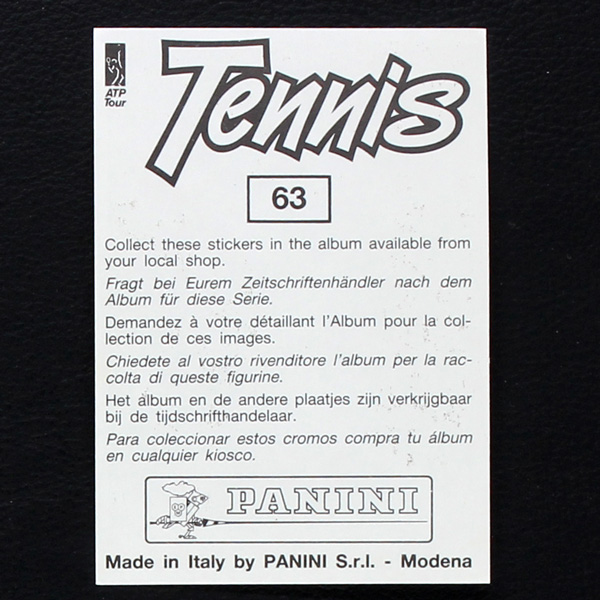 ATP
Tour
Tennis
63
Collect these stickers in the album available from
your local shop.
Fragt bei Eurem Zeitschriftenhändler nach dem
Album für diese Serie.
Demandez à votre détaillant l'Album pour la col-
lection de ces images.
Chiedete al vostro rivenditore l'album per la rac-
colta di queste figurine.
Het album en de andere plaatjes zijn verkrijgbaar
bij de tijdschrifthandelaar.
Para coleccionar estos cromos compra tu álbum
en cualquier kiosco.
PANINI
Made in Italy by PANINI S.r.l. - Modena